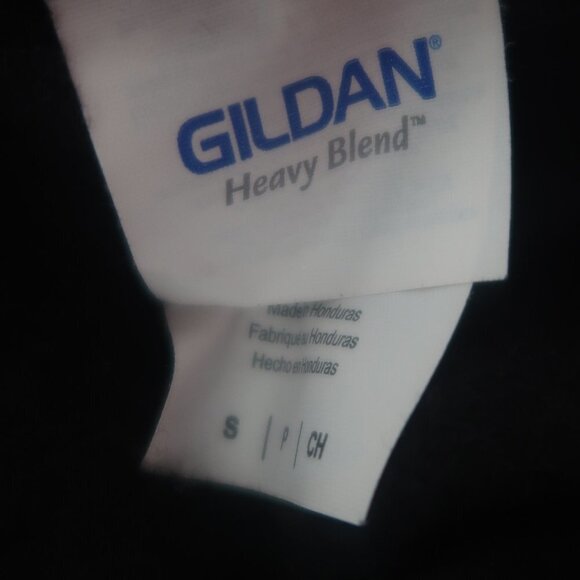 GILDAN®
Heavy Blend™
Made in Honduras
Fabriqué au Honduras
Hecho en Honduras
S | P | CH